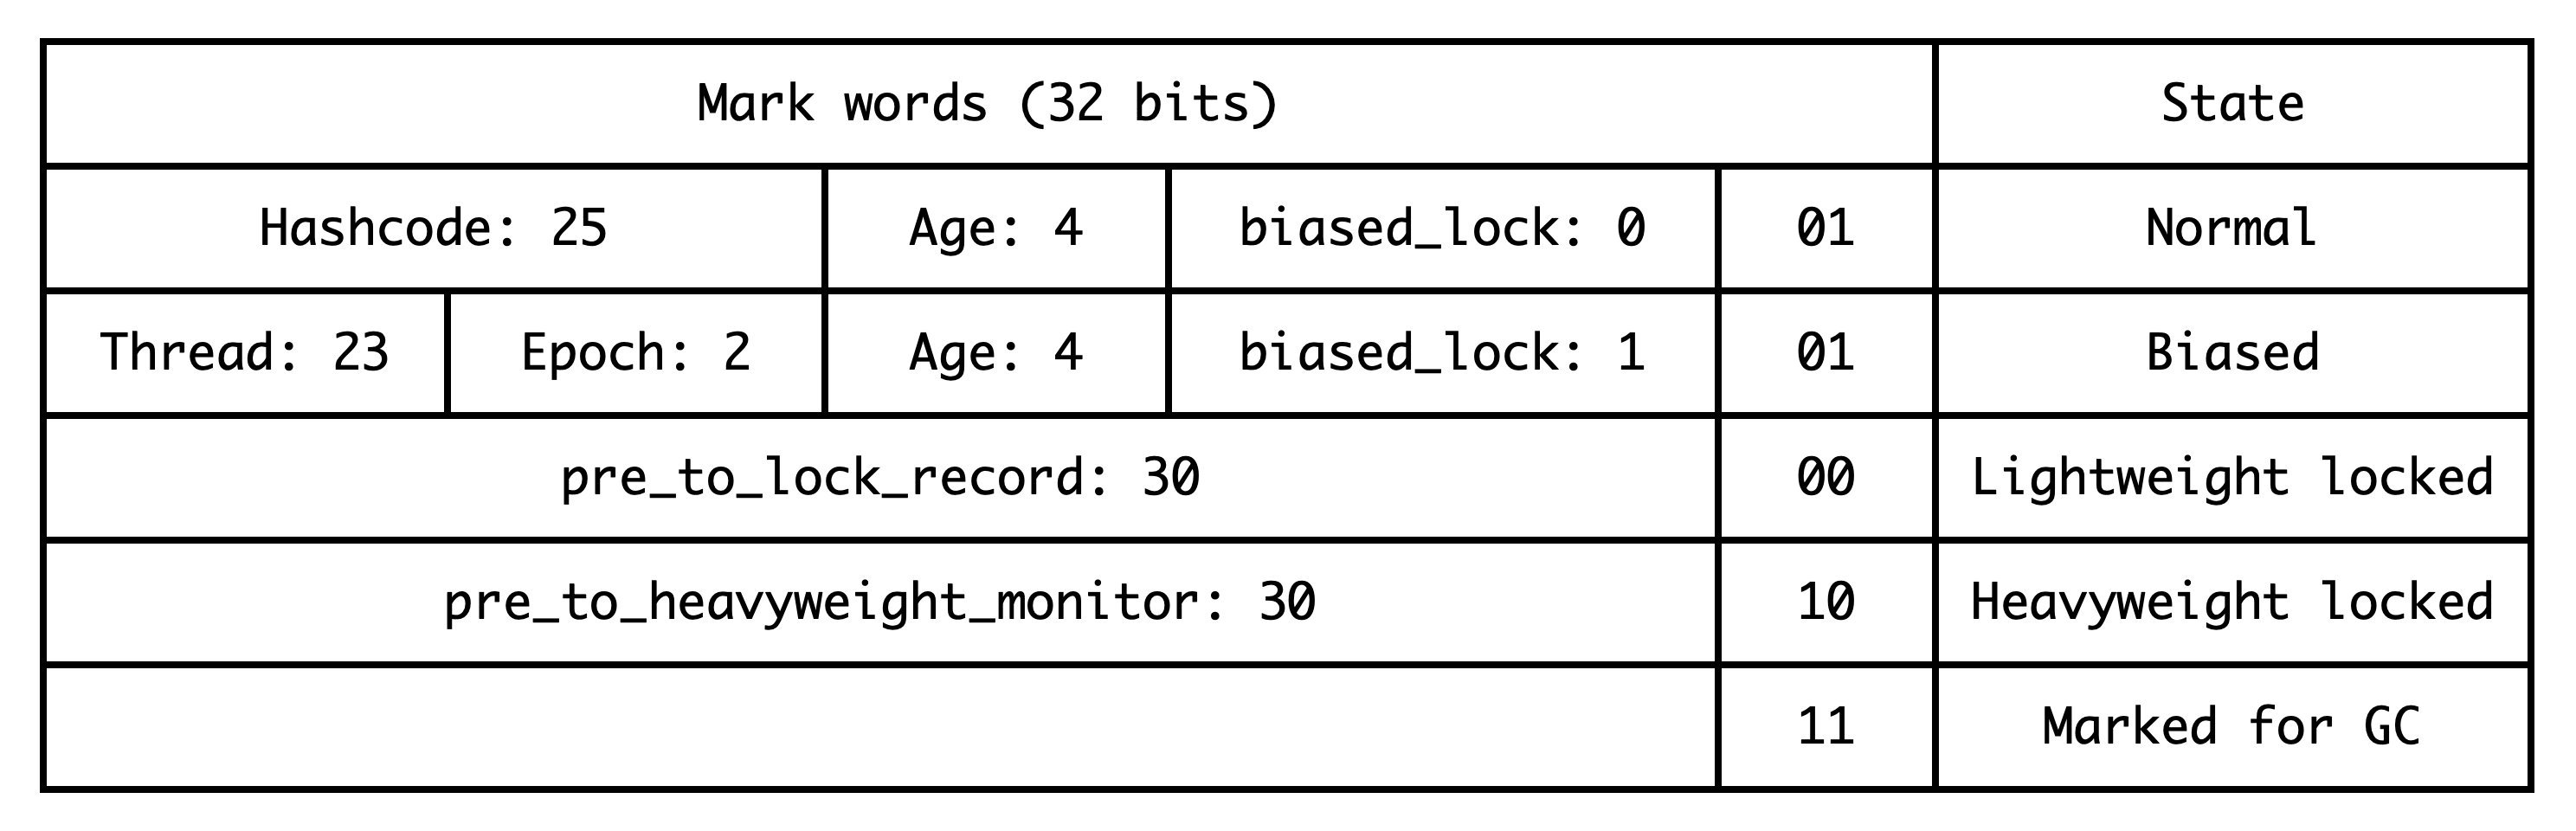 Mark words (32 bits) State
Hashcode: 25 Age: 4 biased_lock: 0 01 Normal
Thread: 23 Epoch: 2 Age: 4 biased_lock: 1 01 Biased
pre_to_lock_record: 30 00 Lightweight locked
pre_to_heavyweight_monitor: 30 10 Heavyweight locked
11 Marked for GC